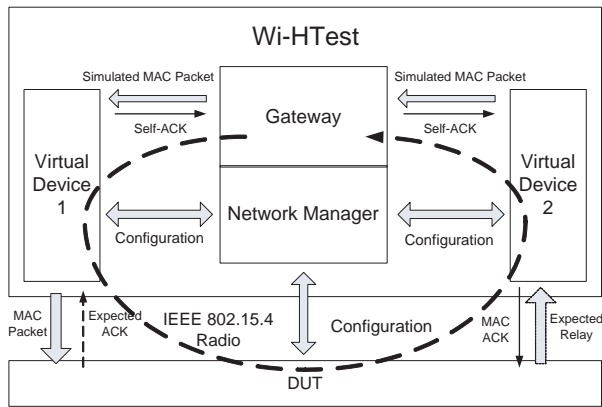 Wi-HTest
Simulated MAC Packet
Simulated MAC Packet
Self-ACK
Gateway
Self-ACK
Virtual
Device
1
Virtual
Device
2
Network Manager
Configuration
Configuration
MAC
Packet
Expected
ACK
IEEE 802.15.4
Radio
Configuration
MAC
ACK
Expected
Relay
DUT